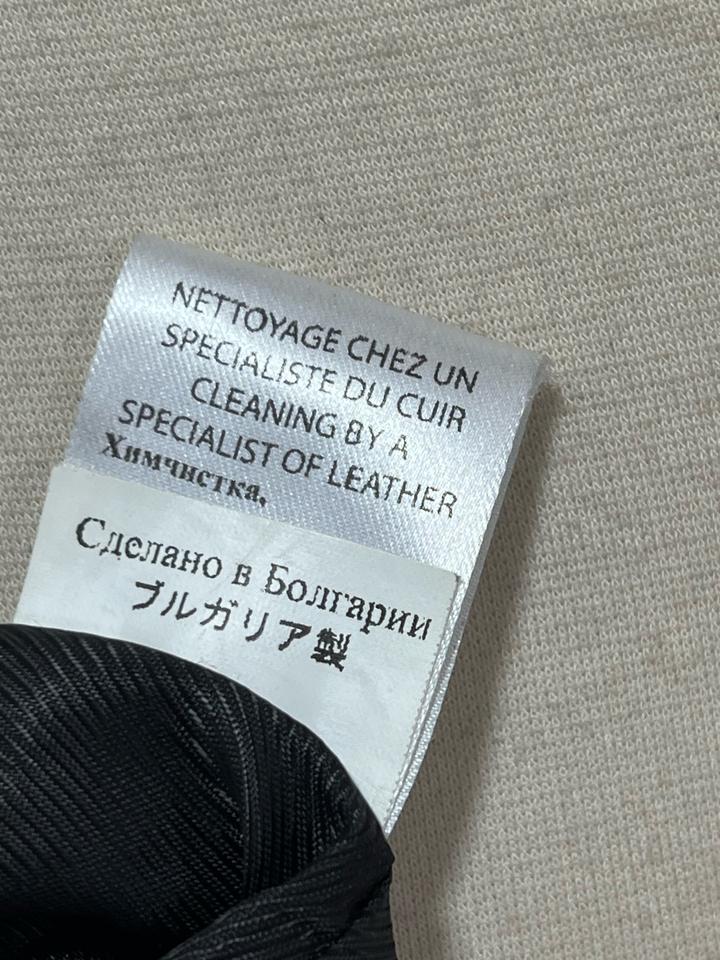 NETTOYAGE CHEZ UN
SPECIALISTE DU CUIR
CLEANING BY A
SPECIALIST OF LEATHER
Химчистка,
Сделано в Болгарии
ブルガリア製